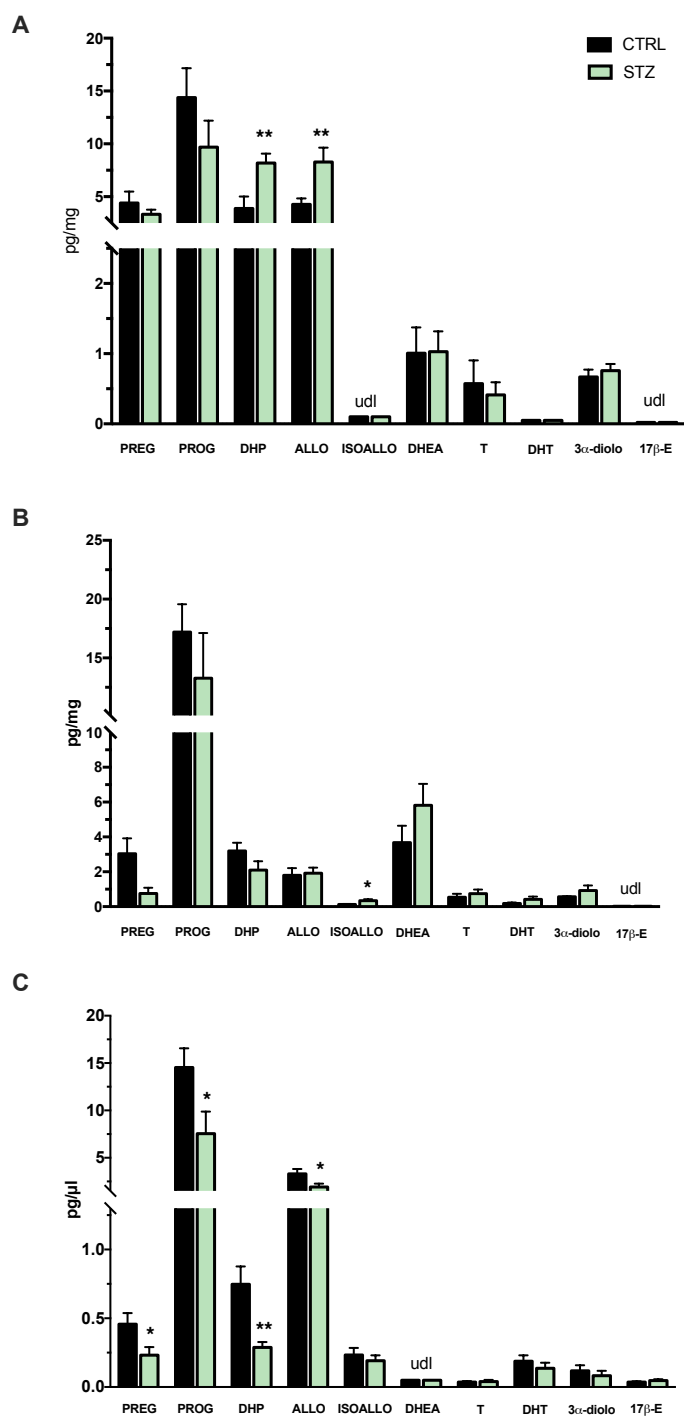 A
CTRL
STZ
20
15
10
5
pg/mg
2
1
0
**
**
udl
udl
PREG PROG DHP ALLO ISOALLO DHEA T DHT 3α-diolo 17β-E
B
25
20
15
pg/mg
10
8
6
4
2
0
*
udl
PREG PROG DHP ALLO ISOALLO DHEA T DHT 3α-diolo 17β-E
C
20
15
10
5
pg/µl
1.0
0.5
0.0
*
*
*
**
udl
PREG PROG DHP ALLO ISOALLO DHEA T DHT 3α-diolo 17β-E